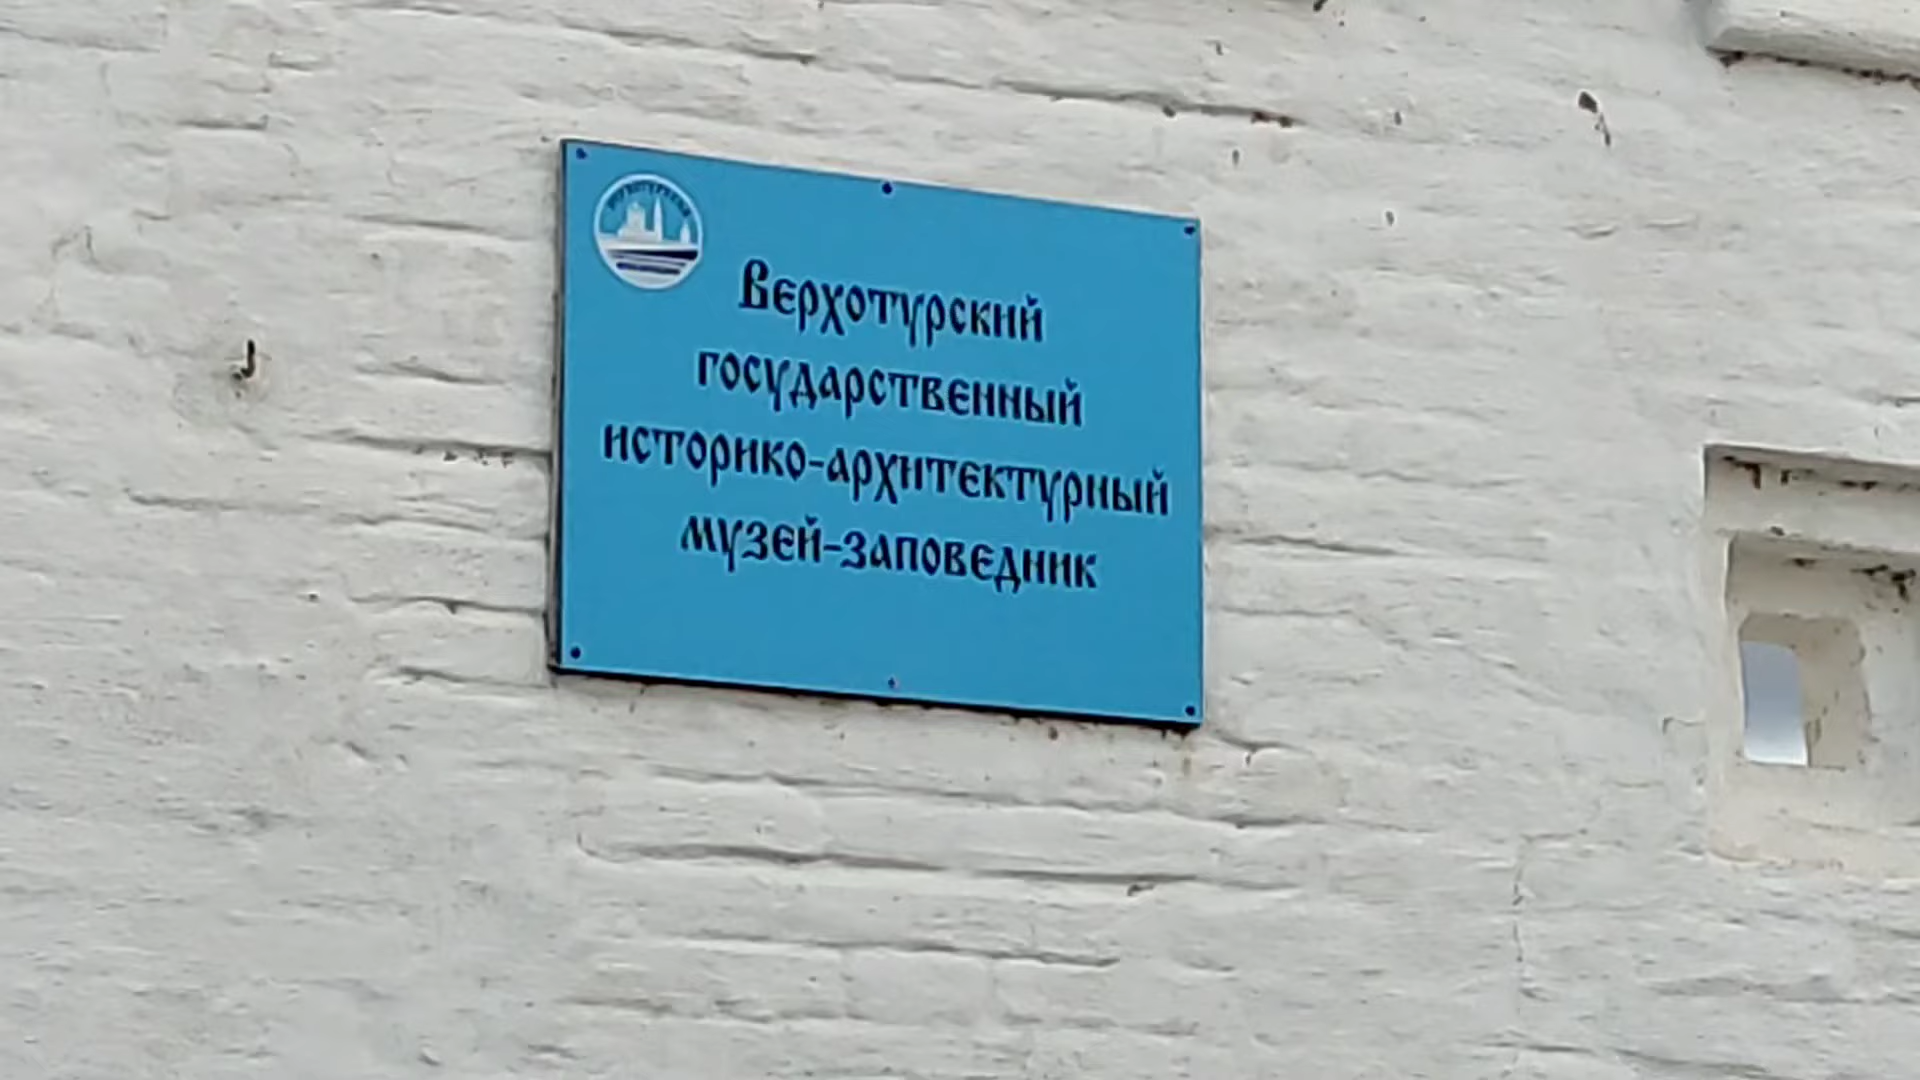 Верхотурский
государственный
историко-архитектурный
музей-заповедник